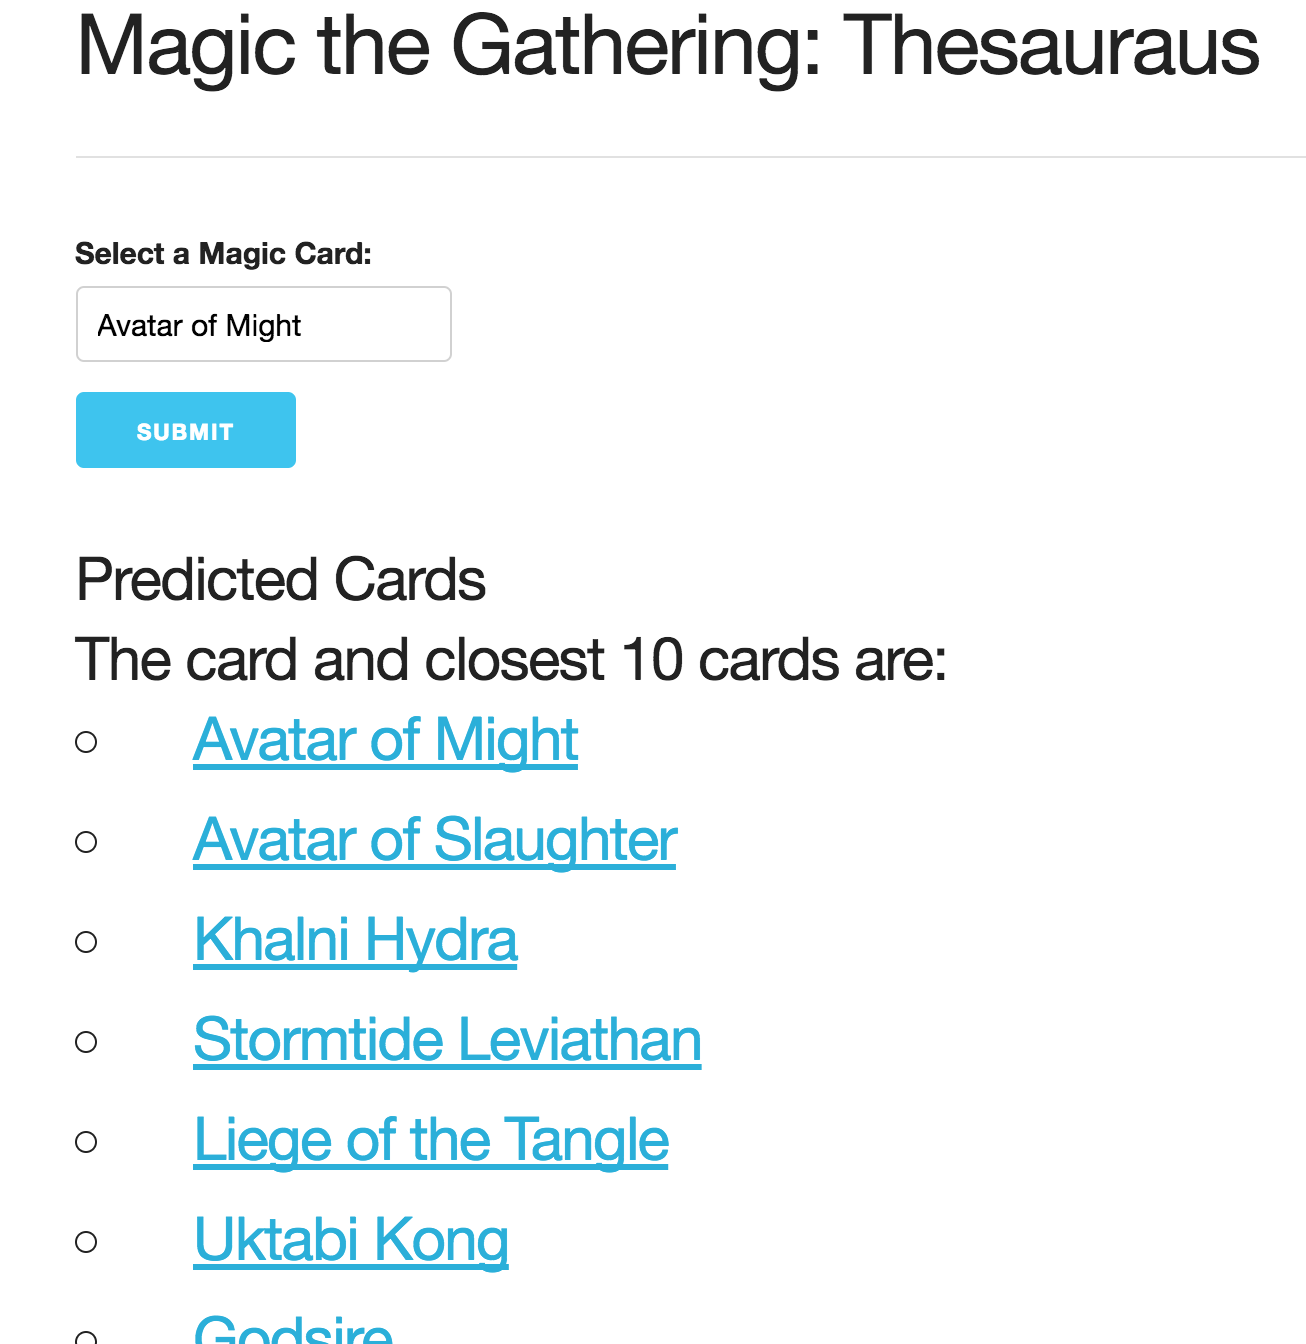 Magic the Gathering: Thesauraus
Select a Magic Card:
Avatar of Might
SUBMIT
Predicted Cards
The card and closest 10 cards are:
Avatar of Might
Avatar of Slaughter
Khalni Hydra
Stormtide Leviathan
Liege of the Tangle
Uktabi Kong
Godsire